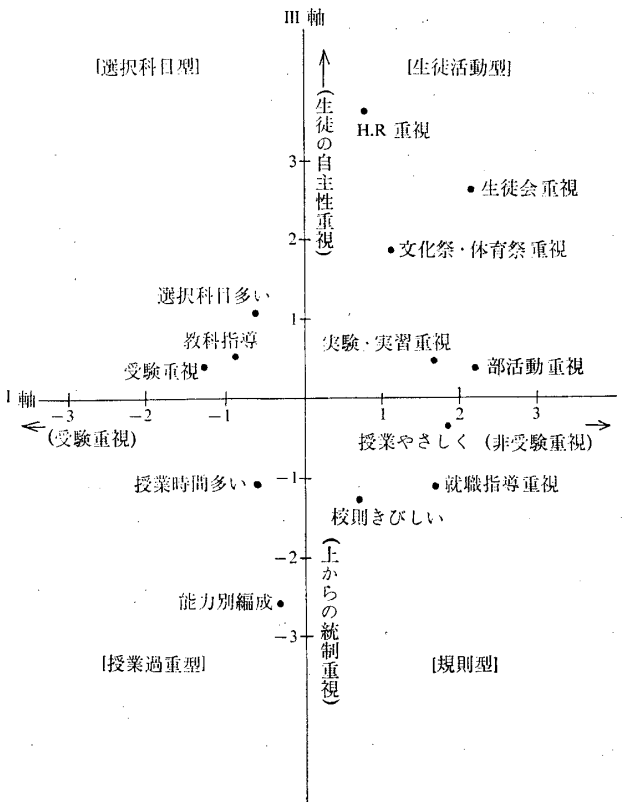 III 軸
[選択科目型]
[生徒活動型]
(生徒の自主性重視)
H.R 重視
3
生徒会重視
2
文化祭・体育祭重視
選択科目多い
1
教科指導
実験・実習重視
受験重視
部活動重視
I 軸
−3
−2
−1
1
2
3
(受験重視)
授業やさしく
(非受験重視)
授業時間多い
−1
就職指導重視
校則きびしい
−2
(上からの統制重視)
能力別編成
−3
[授業過重型]
[規則型]